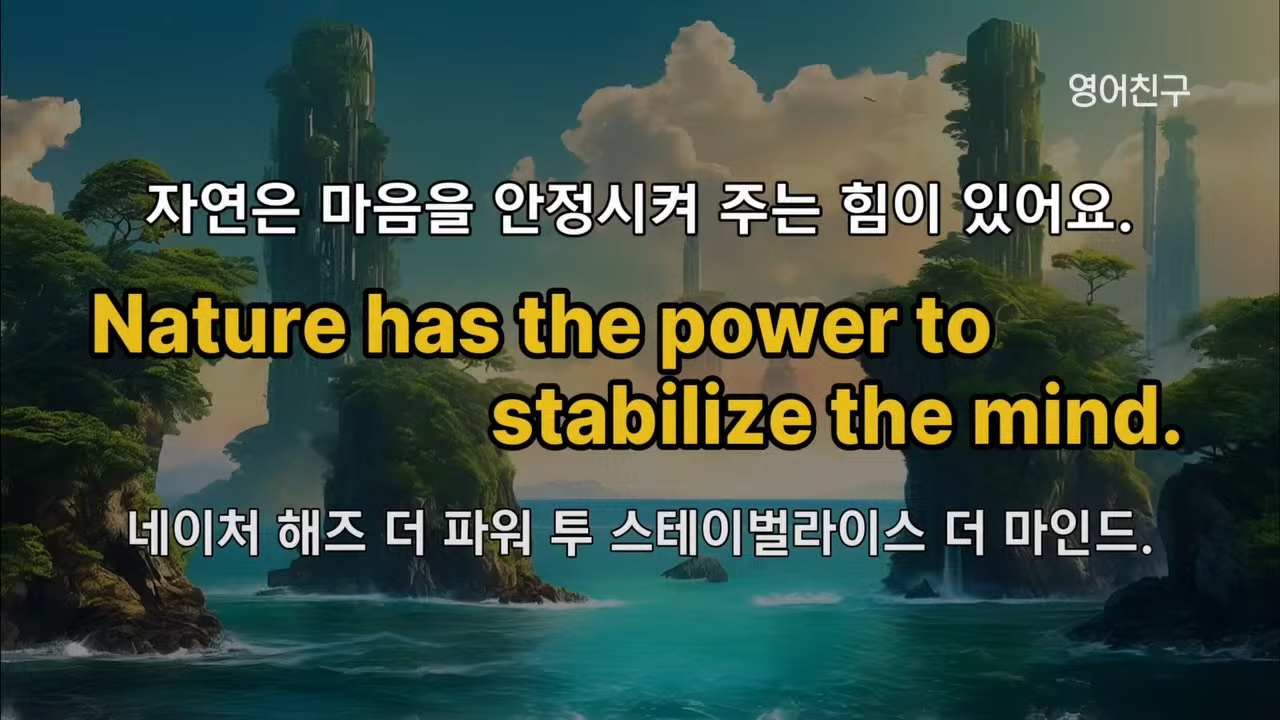 영어친구
자연은 마음을 안정시켜 주는 힘이 있어요.
Nature has the power to
stabilize the mind.
네이처 해즈 더 파워 투 스테이벌라이스 더 마인드.